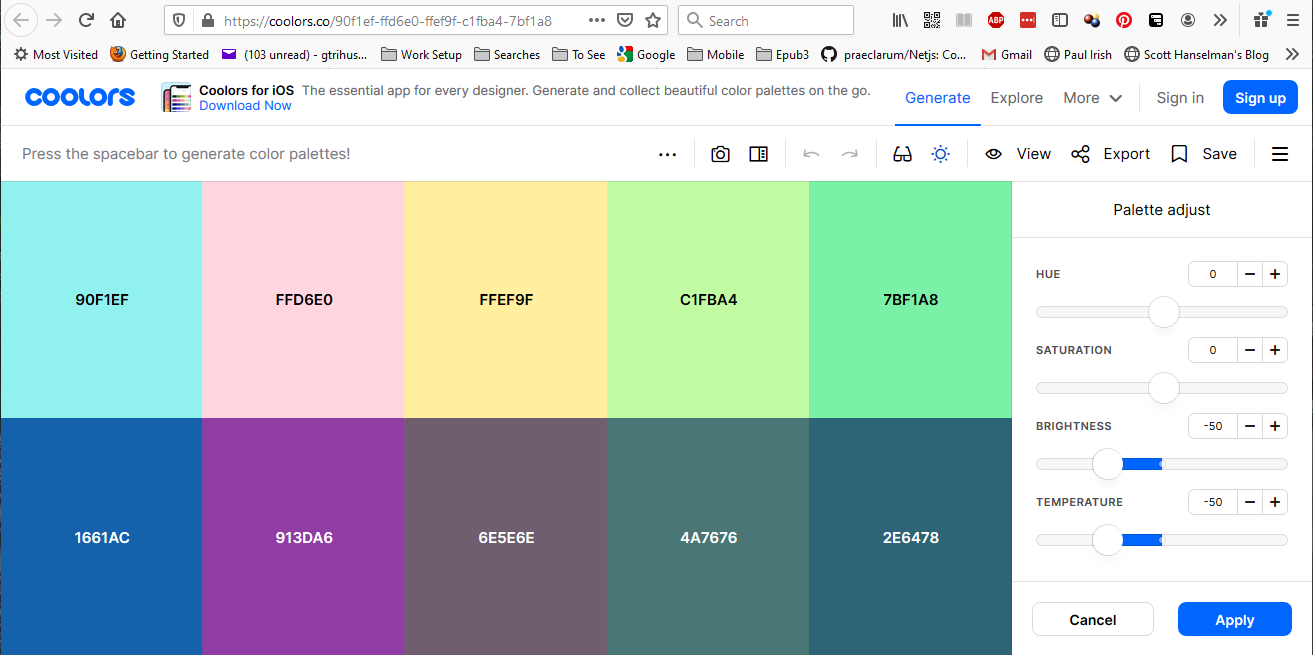 https://coolors.co/90f1ef-ffd6e0-ffef9f-c1fba4-7bf1a8
Search
ABP
Most Visited
Getting Started
(103 unread) - gtrihus...
Work Setup
Searches
To See
Google
Mobile
Epub3
praeclarum/Netjs: Co...
Gmail
Paul Irish
Scott Hanselman's Blog
coolors
Coolors for iOS The essential app for every designer. Generate and collect beautiful color palettes on the go.
Download Now
Generate
Explore
More
Sign in
Sign up
Press the spacebar to generate color palettes!
View
Export
Save
90F1EF
FFD6E0
FFEF9F
C1FBA4
7BF1A8
1661AC
913DA6
6E5E6E
4A7676
2E6478
Palette adjust
HUE 0 − +
SATURATION 0 − +
BRIGHTNESS -50 − +
TEMPERATURE -50 − +
Cancel
Apply